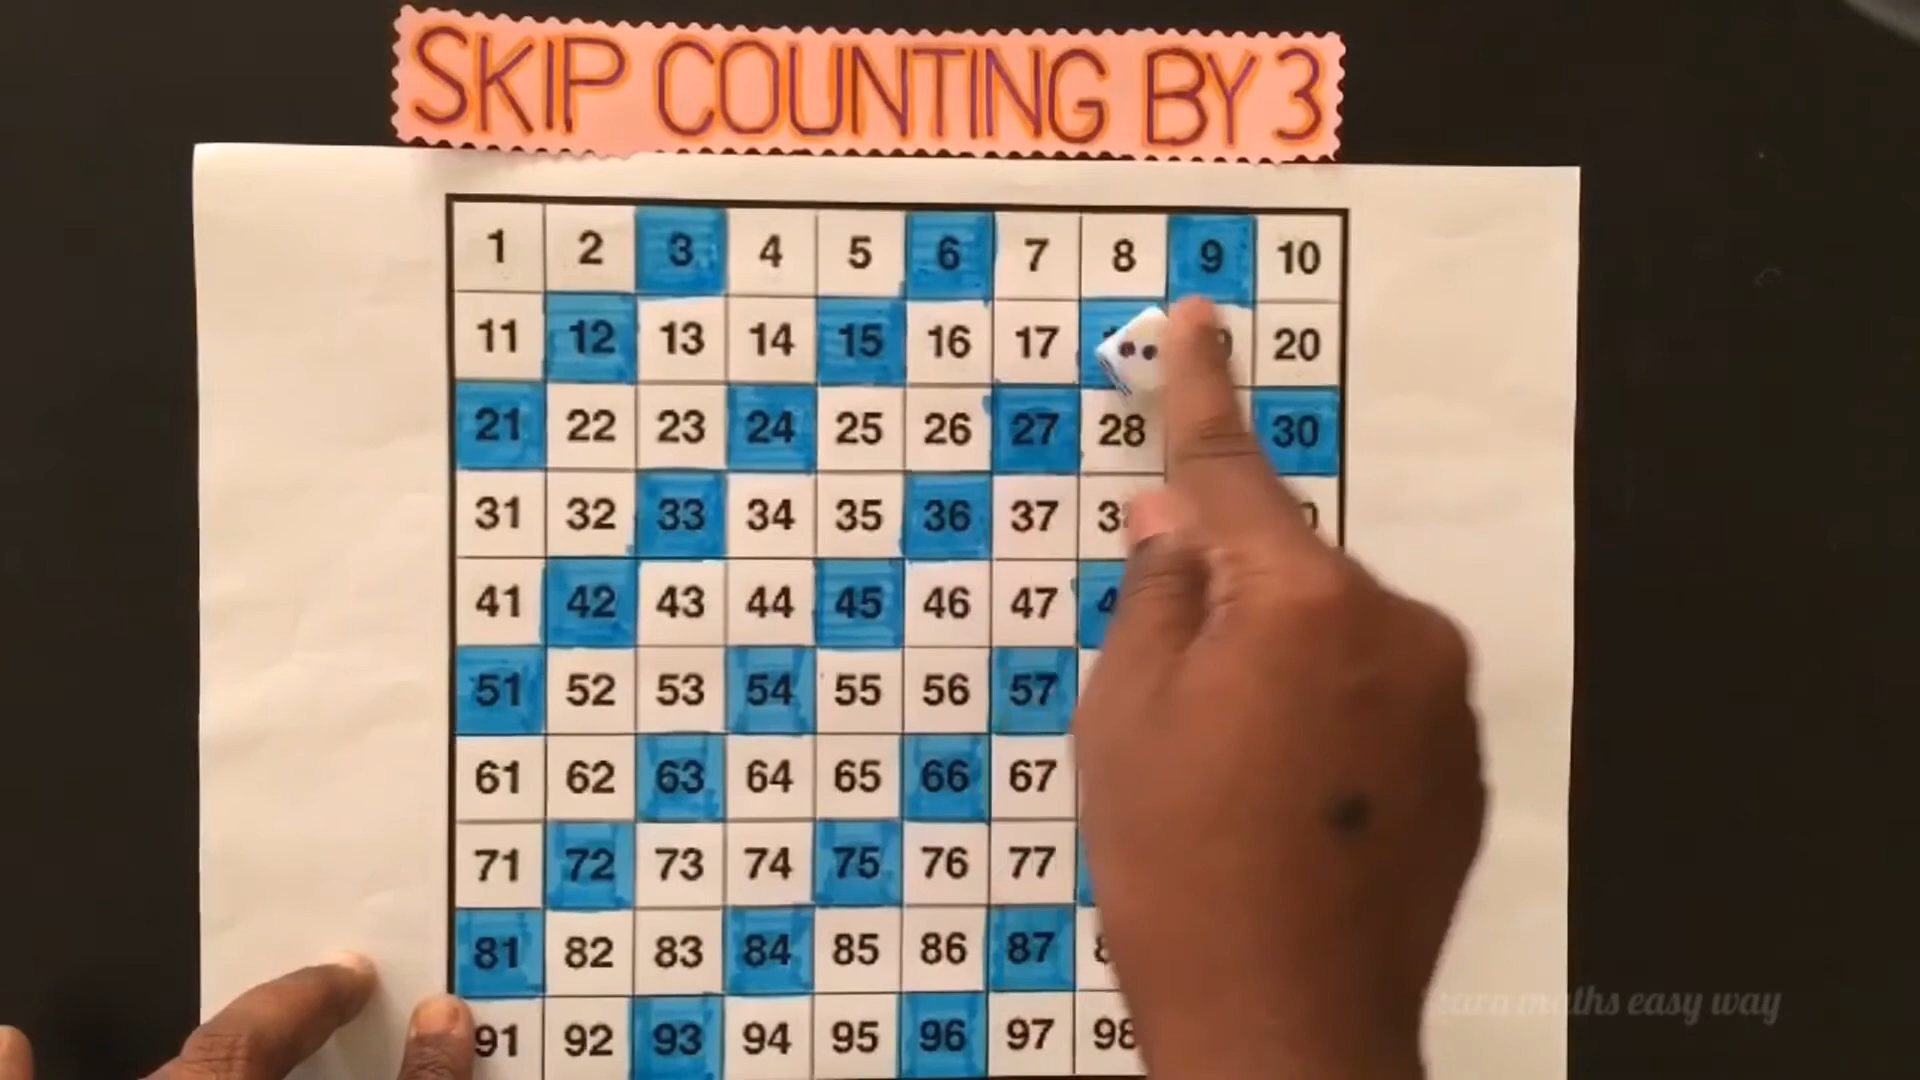 SKIP COUNTING BY 3
1 2 3 4 5 6 7 8 9 10
11 12 13 14 15 16 17 20
21 22 23 24 25 26 27 28 30
31 32 33 34 35 36 37
41 42 43 44 45 46 47
51 52 53 54 55 56 57
61 62 63 64 65 66 67
71 72 73 74 75 76 77
81 82 83 84 85 86 87
91 92 93 94 95 96 97 98
maths easy way